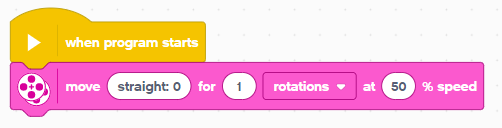 when program starts
move straight: 0 for 1 rotations at 50 % speed